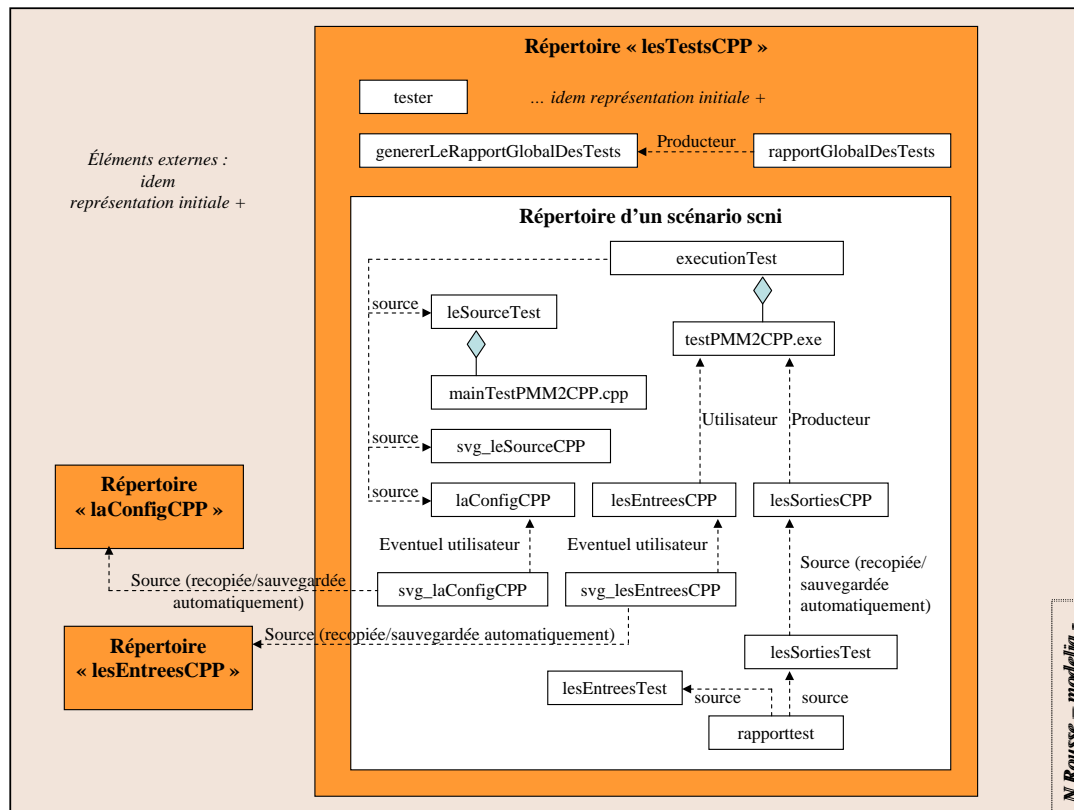 Répertoire « lesTestsCPP »
tester
... idem représentation initiale +
genererLeRapportGlobalDesTests
Producteur
rapportGlobalDesTests
Éléments externes :
idem
représentation initiale +
Répertoire d'un scénario scni
executionTest
source
leSourceTest
testPMM2CPP.exe
mainTestPMM2CPP.cpp
Utilisateur
Producteur
source
svg_leSourceCPP
source
laConfigCPP
lesEntreesCPP
lesSortiesCPP
Répertoire
« laConfigCPP »
Eventuel utilisateur
Eventuel utilisateur
Source (recopiée/
sauvegardée
automatiquement)
Source (recopiée/sauvegardée
automatiquement)
svg_laConfigCPP
svg_lesEntreesCPP
Source (recopiée/sauvegardée automatiquement)
Répertoire
« lesEntreesCPP »
lesSortiesTest
lesEntreesTest
source
source
rapporttest
N Rousse – modelia -